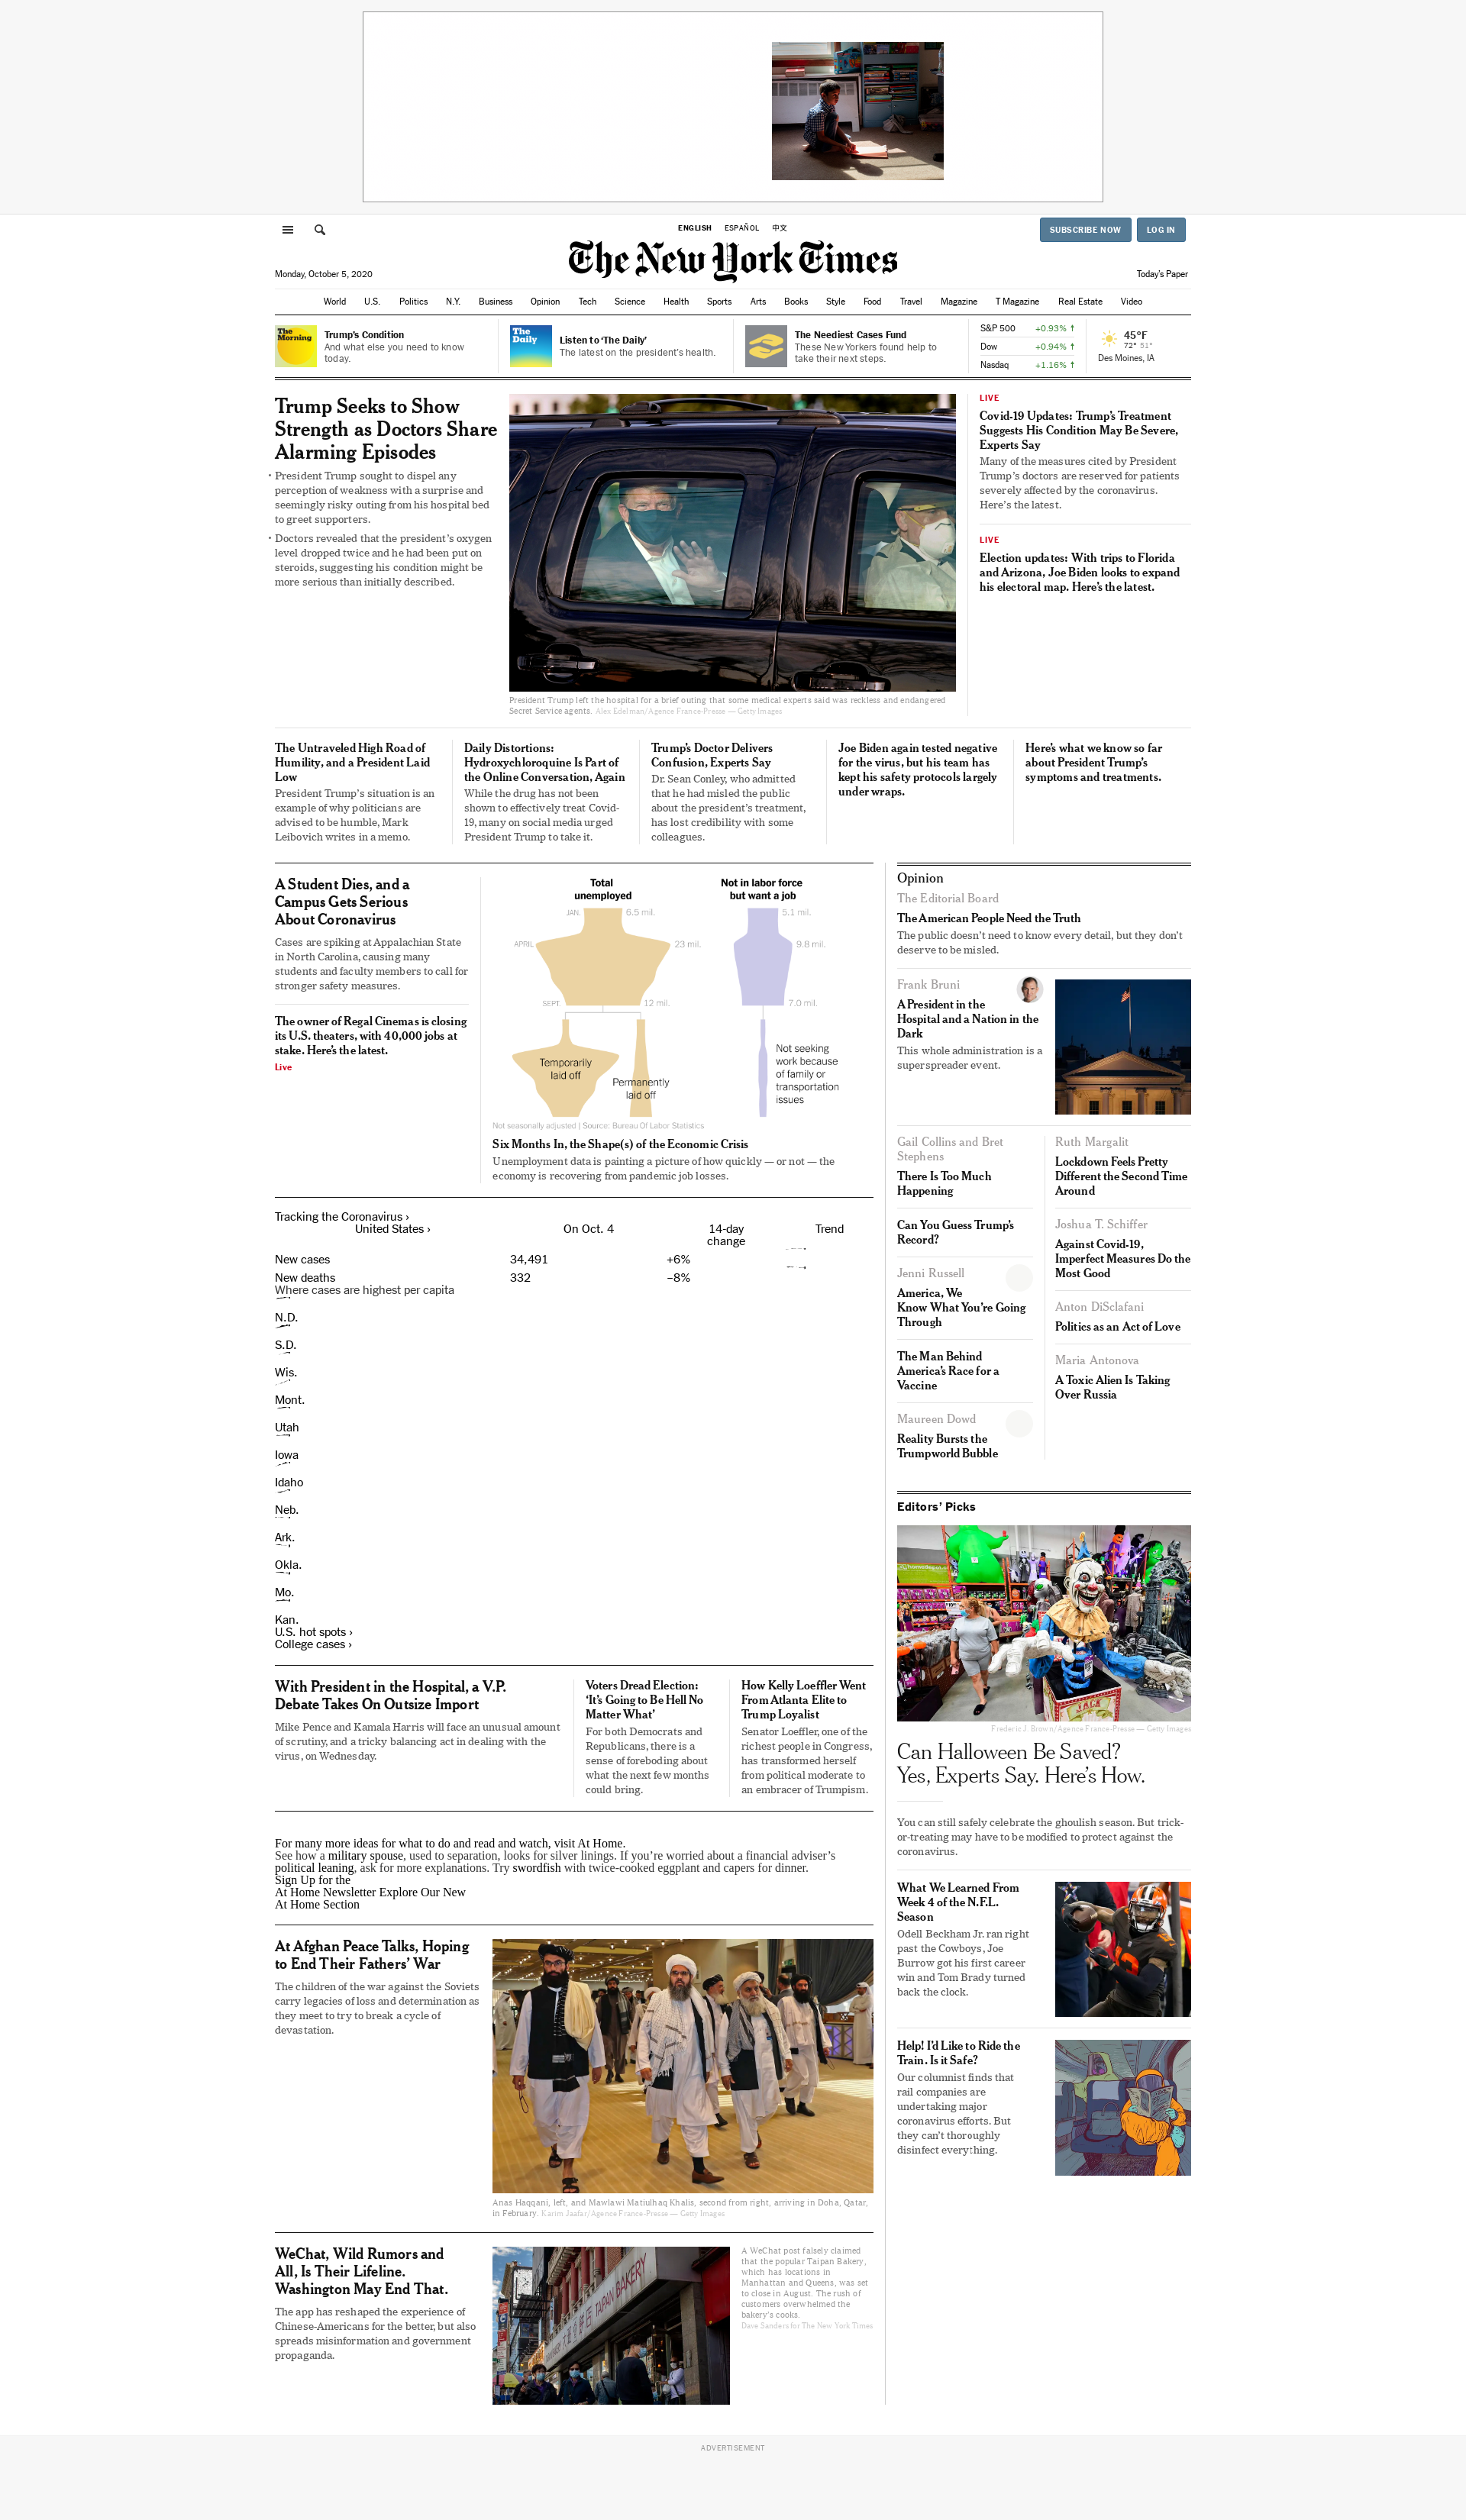 ENGLISH ESPAÑOL 中文
SUBSCRIBE NOW LOG IN
The New York Times
Monday, October 5, 2020
Today's Paper
World U.S. Politics N.Y. Business Opinion Tech Science Health Sports Arts Books Style Food Travel Magazine T Magazine Real Estate Video
The Morning
Trump's Condition
And what else you need to know
today.
The Daily
Listen to ‘The Daily’
The latest on the president's health.
The Neediest Cases Fund
These New Yorkers found help to
take their next steps.
S&P 500 +0.93% ↑
Dow +0.94% ↑
Nasdaq +1.16% ↑
45°F
72° 51°
Des Moines, IA
Trump Seeks to Show
Strength as Doctors Share
Alarming Episodes
• President Trump sought to dispel any
perception of weakness with a surprise and
seemingly risky outing from his hospital bed
to greet supporters.
• Doctors revealed that the president’s oxygen
level dropped twice and he had been put on
steroids, suggesting his condition might be
more serious than initially described.
President Trump left the hospital for a brief outing that some medical experts said was reckless and endangered
Secret Service agents. Alex Edelman/Agence France-Presse — Getty Images
LIVE
Covid-19 Updates: Trump’s Treatment
Suggests His Condition May Be Severe,
Experts Say
Many of the measures cited by President
Trump’s doctors are reserved for patients
severely affected by the coronavirus.
Here’s the latest.
LIVE
Election updates: With trips to Florida
and Arizona, Joe Biden looks to expand
his electoral map. Here’s the latest.
The Untraveled High Road of
Humility, and a President Laid
Low
President Trump’s situation is an
example of why politicians are
advised to be humble, Mark
Leibovich writes in a memo.
Daily Distortions:
Hydroxychloroquine Is Part of
the Online Conversation, Again
While the drug has not been
shown to effectively treat Covid-
19, many on social media urged
President Trump to take it.
Trump’s Doctor Delivers
Confusion, Experts Say
Dr. Sean Conley, who admitted
that he had misled the public
about the president’s treatment,
has lost credibility with some
colleagues.
Joe Biden again tested negative
for the virus, but his team has
kept his safety protocols largely
under wraps.
Here’s what we know so far
about President Trump’s
symptoms and treatments.
A Student Dies, and a
Campus Gets Serious
About Coronavirus
Cases are spiking at Appalachian State
in North Carolina, causing many
students and faculty members to call for
stronger safety measures.
The owner of Regal Cinemas is closing
its U.S. theaters, with 40,000 jobs at
stake. Here’s the latest.
Live
Total
unemployed
Not in labor force
but want a job
JAN. 6.5 mil. 5.1 mil.
APRIL 23 mil. 9.8 mil.
SEPT. 12 mil. 7.0 mil.
Temporarily
laid off
Permanently
laid off
Not seeking
work because
of family or
transportation
issues
Not seasonally adjusted | Source: Bureau Of Labor Statistics
Six Months In, the Shape(s) of the Economic Crisis
Unemployment data is painting a picture of how quickly — or not — the
economy is recovering from pandemic job losses.
Tracking the Coronavirus ›
United States › On Oct. 4 14-day
change Trend
New cases 34,491 +6%
New deaths 332 –8%
Where cases are highest per capita
N.D.
S.D.
Wis.
Mont.
Utah
Iowa
Idaho
Neb.
Ark.
Okla.
Mo.
Kan.
U.S. hot spots ›
College cases ›
With President in the Hospital, a V.P.
Debate Takes On Outsize Import
Mike Pence and Kamala Harris will face an unusual amount
of scrutiny, and a tricky balancing act in dealing with the
virus, on Wednesday.
Voters Dread Election:
‘It’s Going to Be Hell No
Matter What’
For both Democrats and
Republicans, there is a
sense of foreboding about
what the next few months
could bring.
How Kelly Loeffler Went
From Atlanta Elite to
Trump Loyalist
Senator Loeffler, one of the
richest people in Congress,
has transformed herself
from political moderate to
an embracer of Trumpism.
For many more ideas for what to do and read and watch, visit At Home.
See how a military spouse, used to separation, looks for silver linings. If you’re worried about a financial adviser’s
political leaning, ask for more explanations. Try swordfish with twice-cooked eggplant and capers for dinner.
Sign Up for the
At Home Newsletter Explore Our New
At Home Section
At Afghan Peace Talks, Hoping
to End Their Fathers’ War
The children of the war against the Soviets
carry legacies of loss and determination as
they meet to try to break a cycle of
devastation.
Anas Haqqani, left, and Mawlawi Matiulhaq Khalis, second from right, arriving in Doha, Qatar,
in February. Karim Jaafar/Agence France-Presse — Getty Images
WeChat, Wild Rumors and
All, Is Their Lifeline.
Washington May End That.
The app has reshaped the experience of
Chinese-Americans for the better, but also
spreads misinformation and government
propaganda.
TAIPAN BAKERY
A WeChat post falsely claimed
that the popular Taipan Bakery,
which has locations in
Manhattan and Queens, was set
to close in August. The rush of
customers overwhelmed the
bakery’s cooks.
Dave Sanders for The New York Times
Opinion
The Editorial Board
The American People Need the Truth
The public doesn’t need to know every detail, but they don’t
deserve to be misled.
Frank Bruni
A President in the
Hospital and a Nation in the
Dark
This whole administration is a
superspreader event.
Gail Collins and Bret
Stephens
There Is Too Much
Happening
Can You Guess Trump’s
Record?
Jenni Russell
America, We
Know What You’re Going
Through
The Man Behind
America’s Race for a
Vaccine
Maureen Dowd
Reality Bursts the
Trumpworld Bubble
Ruth Margalit
Lockdown Feels Pretty
Different the Second Time
Around
Joshua T. Schiffer
Against Covid-19,
Imperfect Measures Do the
Most Good
Anton DiSclafani
Politics as an Act of Love
Maria Antonova
A Toxic Alien Is Taking
Over Russia
Editors’ Picks
Frederic J. Brown/Agence France-Presse — Getty Images
Can Halloween Be Saved?
Yes, Experts Say. Here’s How.
You can still safely celebrate the ghoulish season. But trick-
or-treating may have to be modified to protect against the
coronavirus.
What We Learned From
Week 4 of the N.F.L.
Season
Odell Beckham Jr. ran right
past the Cowboys, Joe
Burrow got his first career
win and Tom Brady turned
back the clock.
Help! I’d Like to Ride the
Train. Is it Safe?
Our columnist finds that
rail companies are
undertaking major
coronavirus efforts. But
they can’t thoroughly
disinfect everything.
ADVERTISEMENT